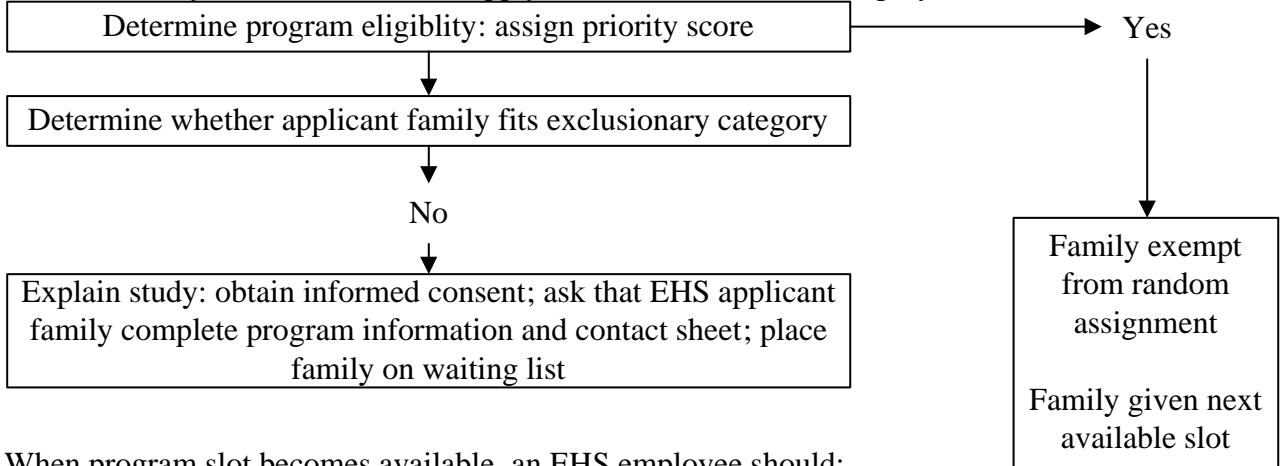 Determine program eligiblity: assign priority score
Yes
Determine whether applicant family fits exclusionary category
No
Explain study: obtain informed consent; ask that EHS applicant
family complete program information and contact sheet; place
family on waiting list
Family exempt
from random
assignment
Family given next
available slot
When program slot becomes available, an EHS employee should: